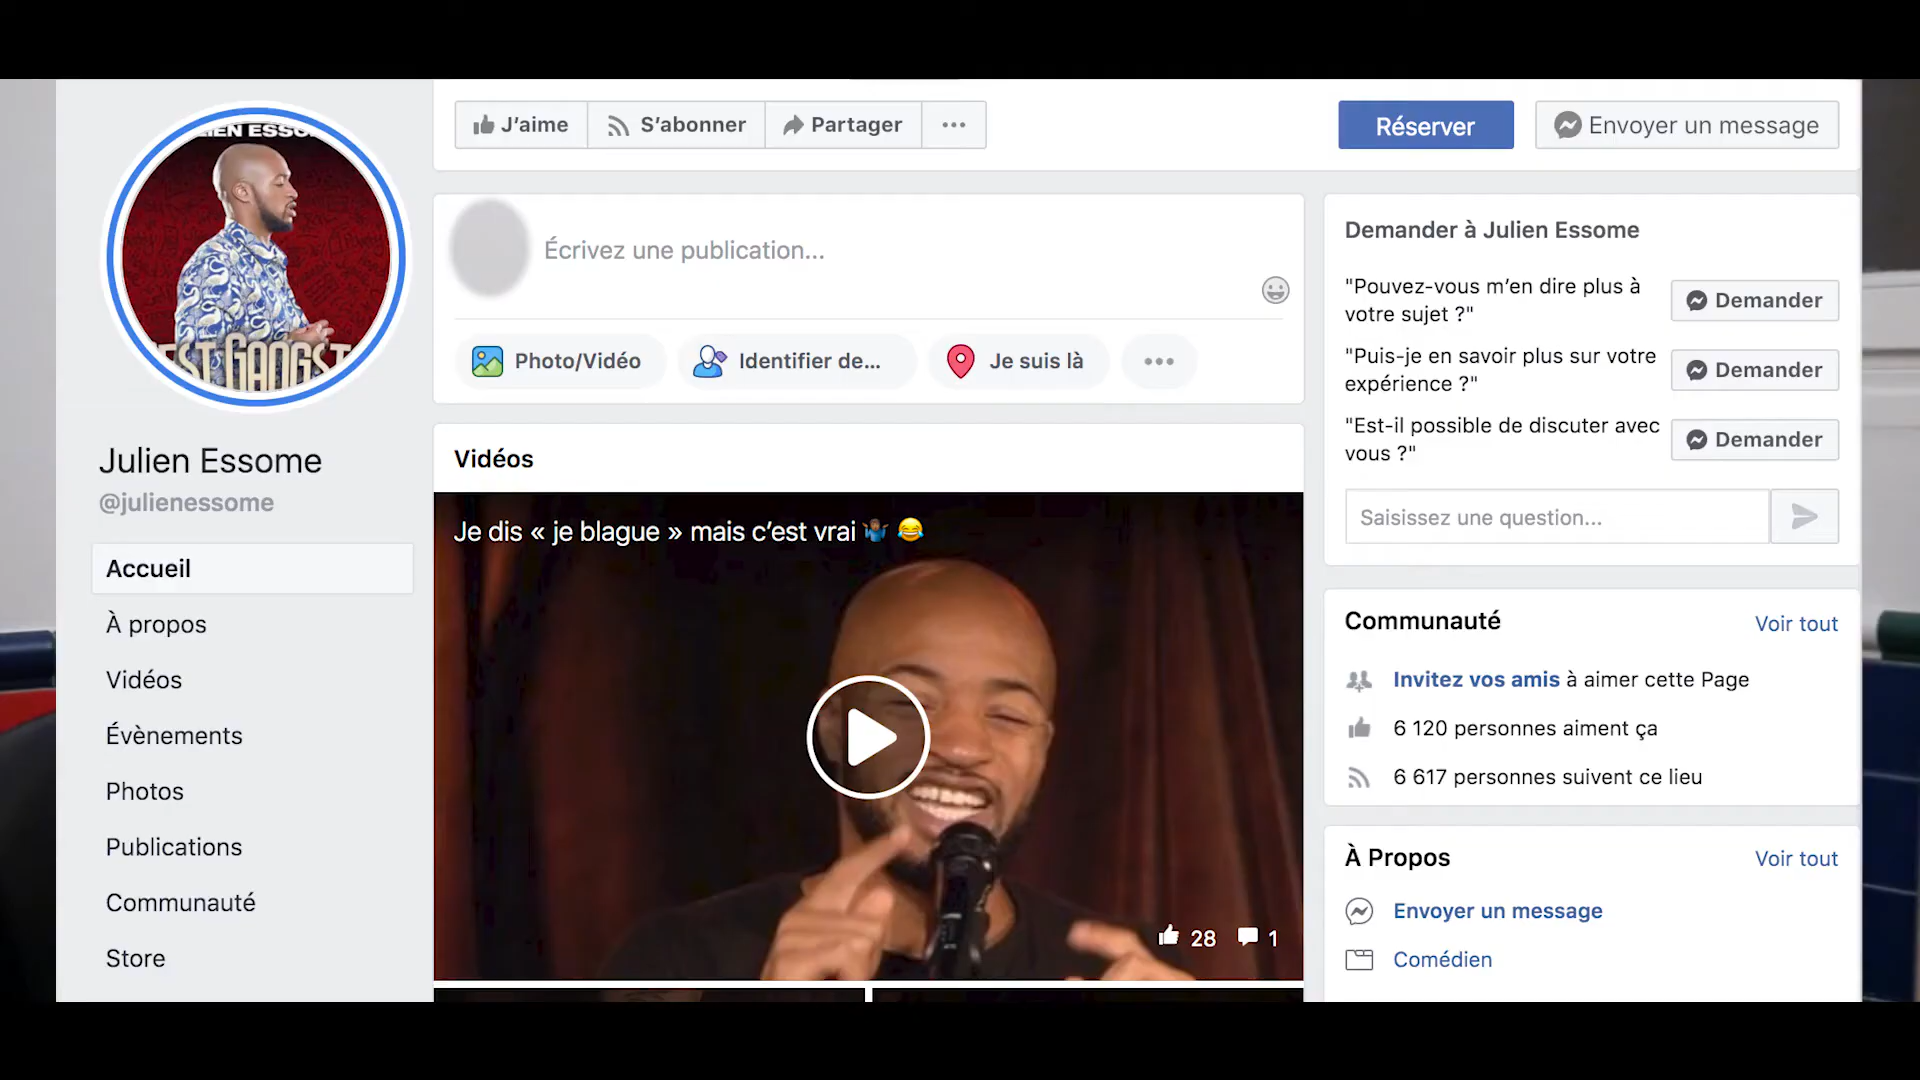 J'aime
S'abonner
Partager
Réserver
Envoyer un message
Julien Essome
@julienessome
Accueil
À propos
Vidéos
Évènements
Photos
Publications
Communauté
Store
Écrivez une publication...
Photo/Vidéo
Identifier de...
Je suis là
Vidéos
Je dis « je blague » mais c'est vrai 🤷🏾‍♂️ 😂
28
1
Demander à Julien Essome
"Pouvez-vous m'en dire plus à
votre sujet ?"
Demander
"Puis-je en savoir plus sur votre
expérience ?"
Demander
"Est-il possible de discuter avec
vous ?"
Demander
Saisissez une question...
Communauté
Voir tout
Invitez vos amis à aimer cette Page
6 120 personnes aiment ça
6 617 personnes suivent ce lieu
À Propos
Voir tout
Envoyer un message
Comédien